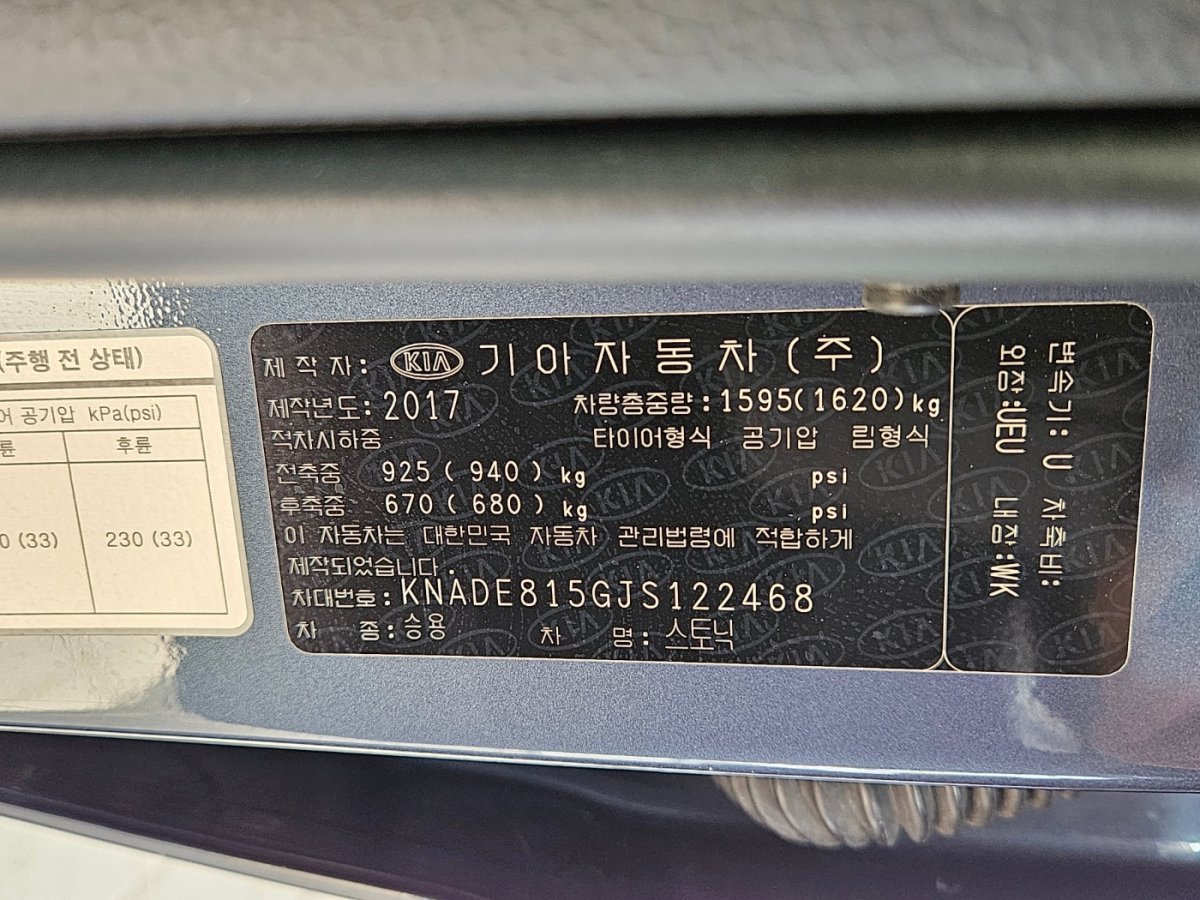 (주행 전 상태)
어 공기압 kPa(psi)
륜 후륜
0 (33) 230 (33)
제 작 자 : KIA 기아자동차(주)
제작년도:2017 차량총중량:1595(1620)kg
적차시하중 타이어형식 공기압 림형식
전축중 925 ( 940) kg psi
후축중 670 ( 680) kg psi
이 자동차는 대한민국 자동차 관리법령에 적합하게
제작되었습니다.
차대번호:KNADE815GJS122468
차 종:승용 차 명:스토닉
변속기: U 차축비:
외장:UEU 내장:WK